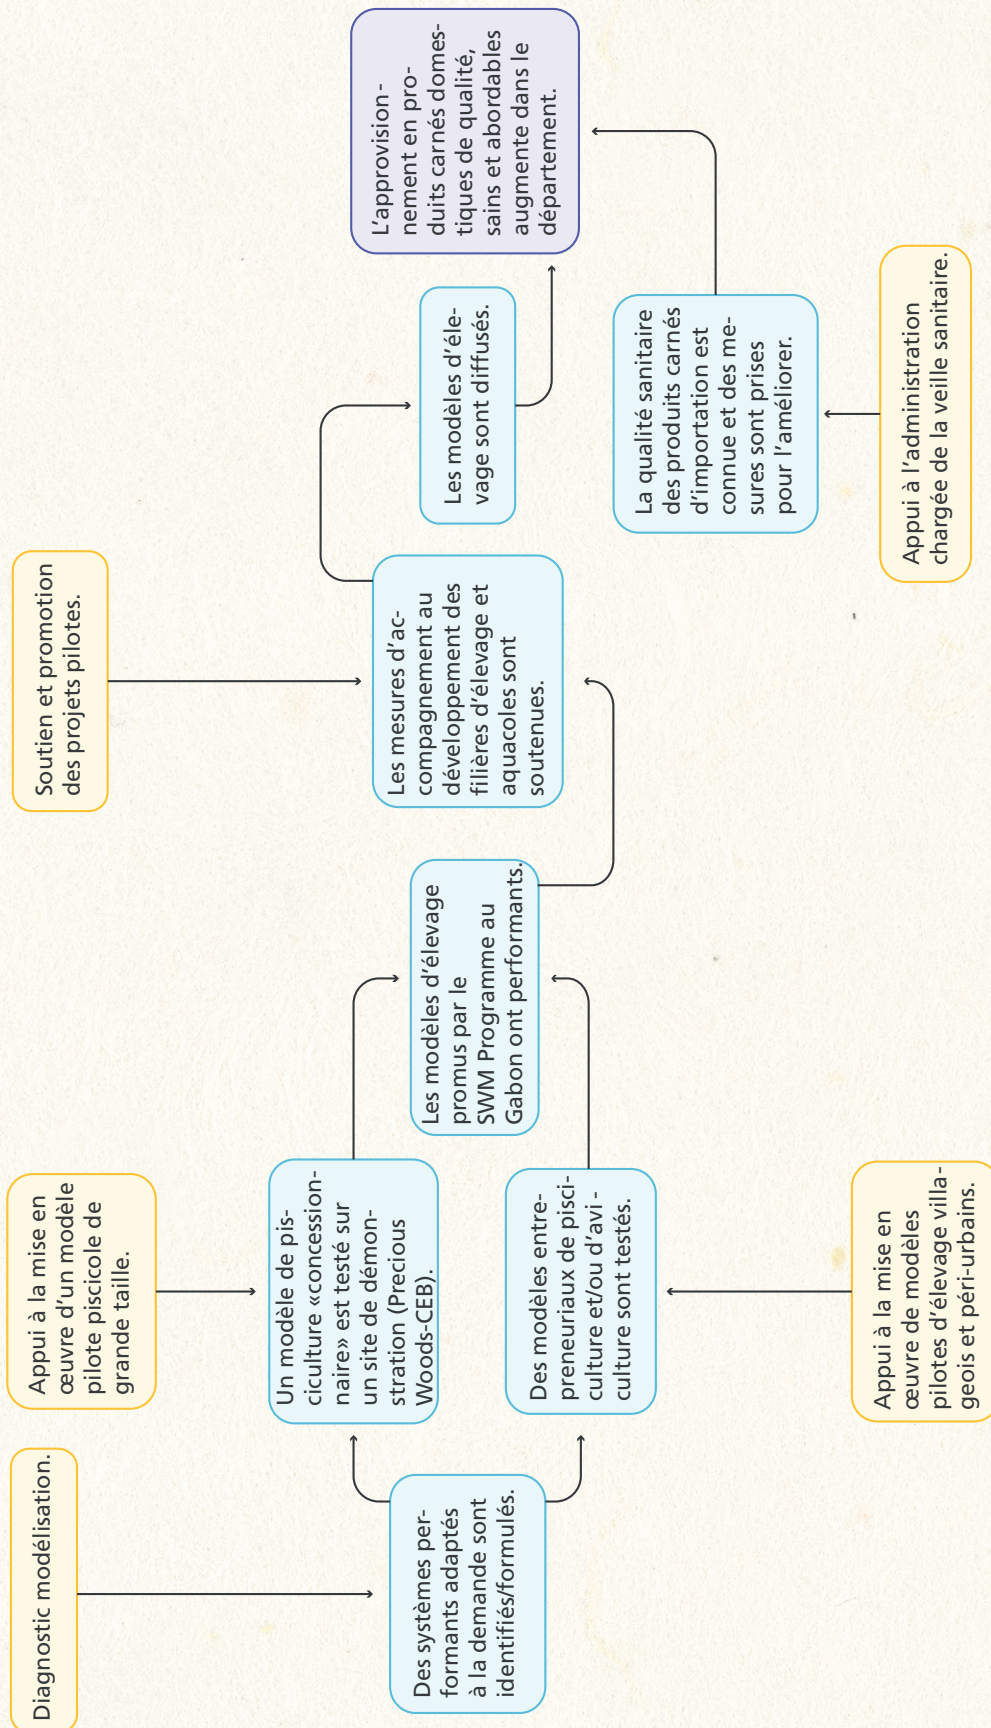 Diagnostic modélisation.
Appui à la mise en
œuvre d'un modèle
pilote piscicole de
grande taille.
Soutien et promotion
des projets pilotes.
Des systèmes per-
formants adaptés
à la demande sont
identifiés/formulés.
Un modèle de pis-
ciculture «concession-
naire» est testé sur
un site de démon-
stration (Precious
Woods-CEB).
Des modèles entre-
preneuriaux de pisci-
culture et/ou d'avi-
culture sont testés.
Les modèles d'élevage
promus par le
SWM Programme au
Gabon ont performants.
Les mesures d'ac-
compagnement au
développement des
filières d'élevage et
aquacoles sont
soutenues.
Les modèles d'éle-
vage sont diffusés.
L'approvision-
nement en pro-
duits carnés domes-
tiques de qualité,
sains et abordables
augmente dans le
département.
La qualité sanitaire
des produits carnés
d'importation est
connue et des me-
sures sont prises
pour l'améliorer.
Appui à la mise en
œuvre de modèles
pilotes d'élevage villa-
geois et péri-urbains.
Appui à l'administration
chargée de la veille sanitaire.